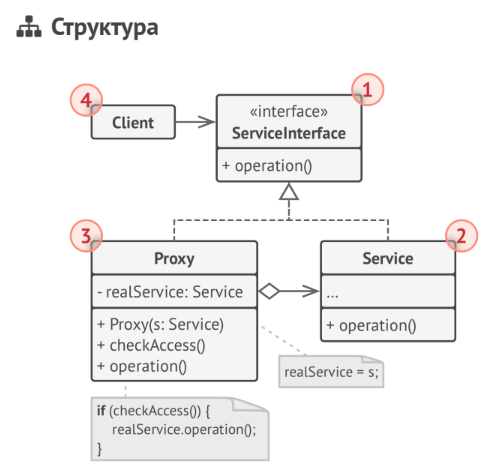 Структура
1
4
«interface»
Client
ServiceInterface
+ operation()
3
2
Proxy
Service
- realService: Service
...
+ Proxy(s: Service)
+ operation()
+ checkAccess()
+ operation()
realService = s;
if (checkAccess()) {
realService.operation();
}